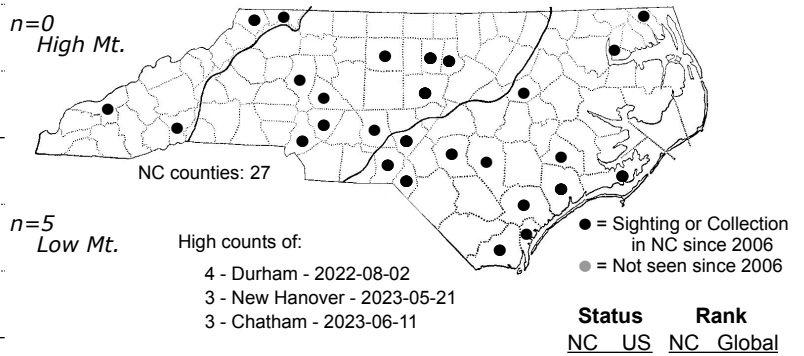 n=0
High Mt.
NC counties: 27
n=5
Low Mt.
High counts of:
4 - Durham - 2022-08-02
3 - New Hanover - 2023-05-21
3 - Chatham - 2023-06-11
= Sighting or Collection
in NC since 2006
= Not seen since 2006
Status Rank
NC US NC Global